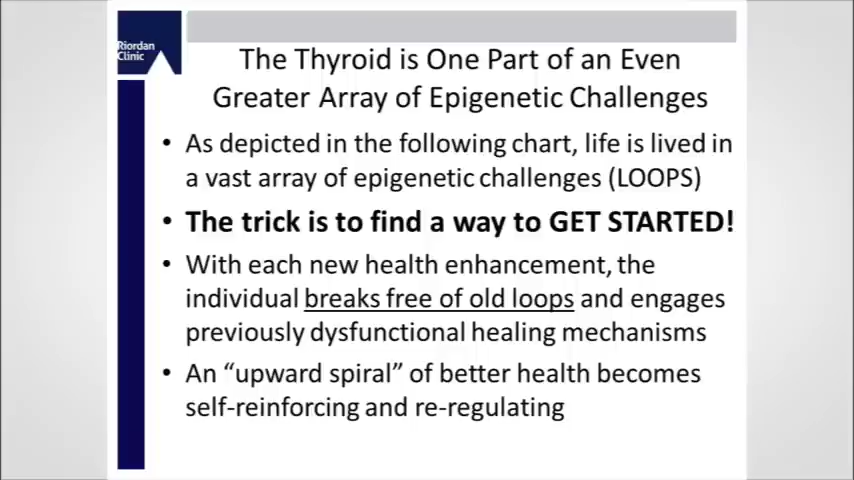 Riordan
Clinic
The Thyroid is One Part of an Even
Greater Array of Epigenetic Challenges
• As depicted in the following chart, life is lived in
a vast array of epigenetic challenges (LOOPS)
• The trick is to find a way to GET STARTED!
• With each new health enhancement, the
individual breaks free of old loops and engages
previously dysfunctional healing mechanisms
• An “upward spiral” of better health becomes
self-reinforcing and re-regulating